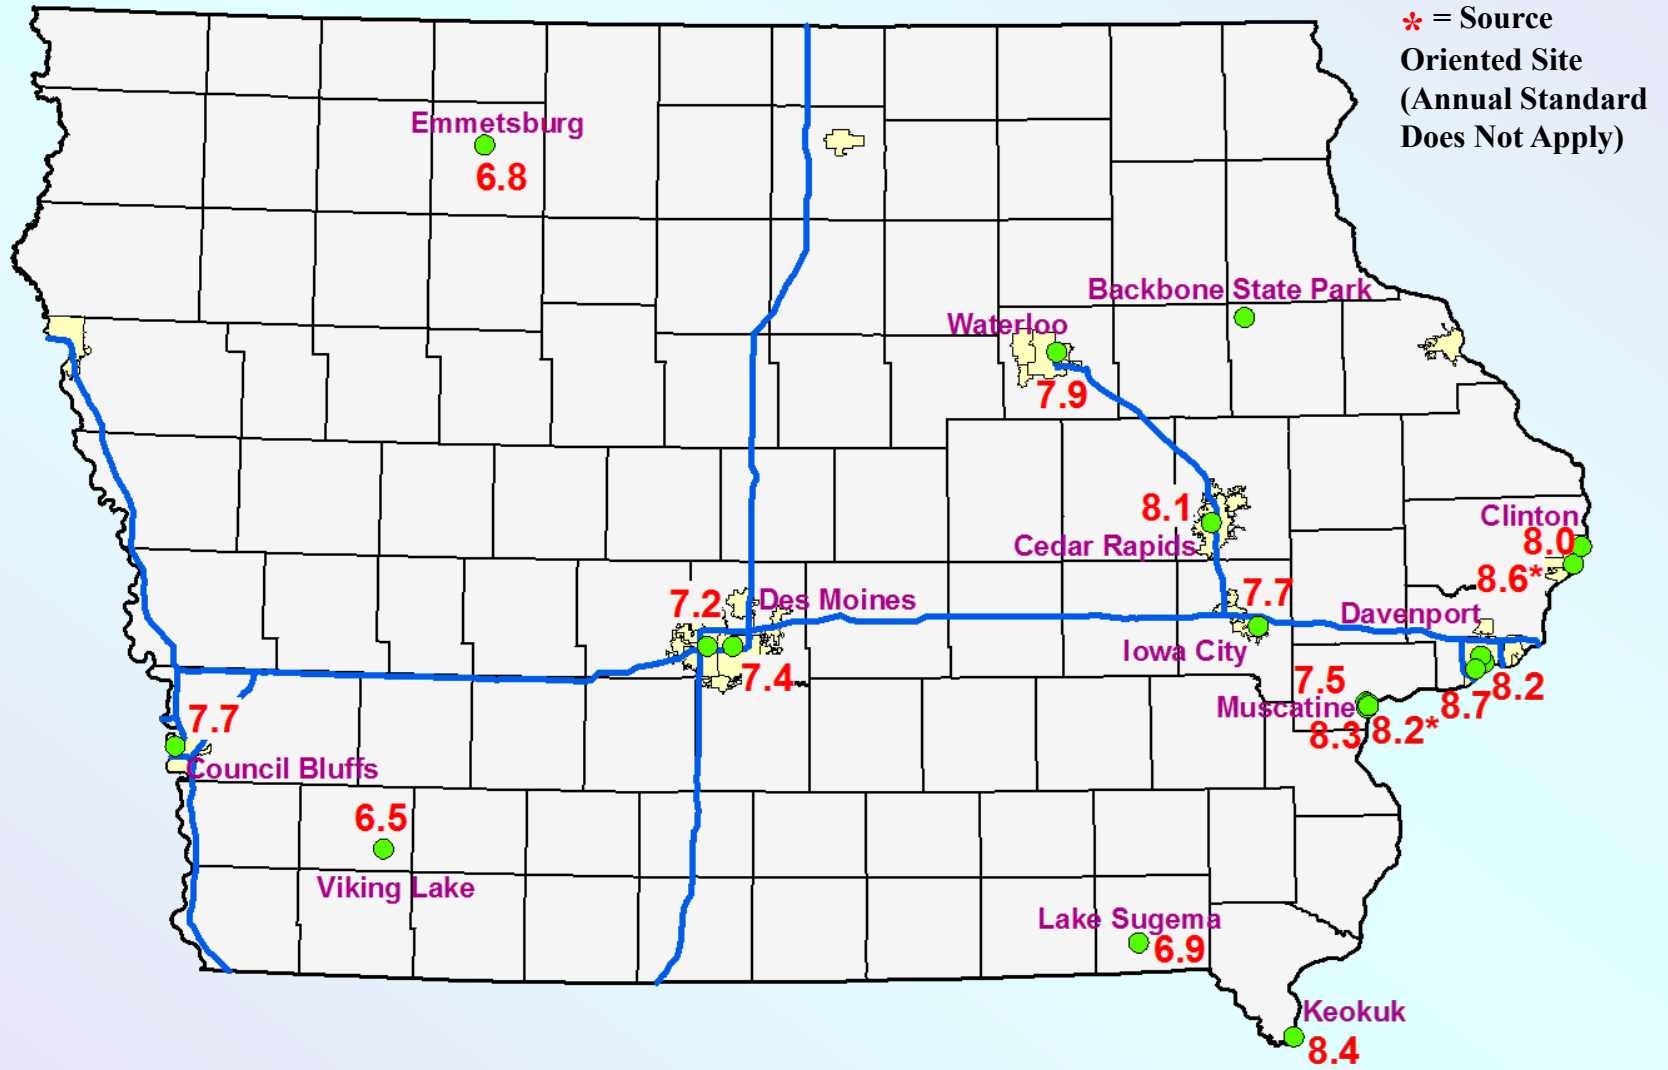 * = Source
Oriented Site
(Annual Standard
Does Not Apply)
Emmetsburg
6.8
Backbone State Park
Waterloo
7.9
8.1
Cedar Rapids
Clinton
8.0
8.6*
7.2
Des Moines
7.4
7.7
Iowa City
Davenport
8.2
8.7
7.5
Muscatine
8.3
8.2*
7.7
Council Bluffs
6.5
Viking Lake
Lake Sugema
6.9
Keokuk
8.4